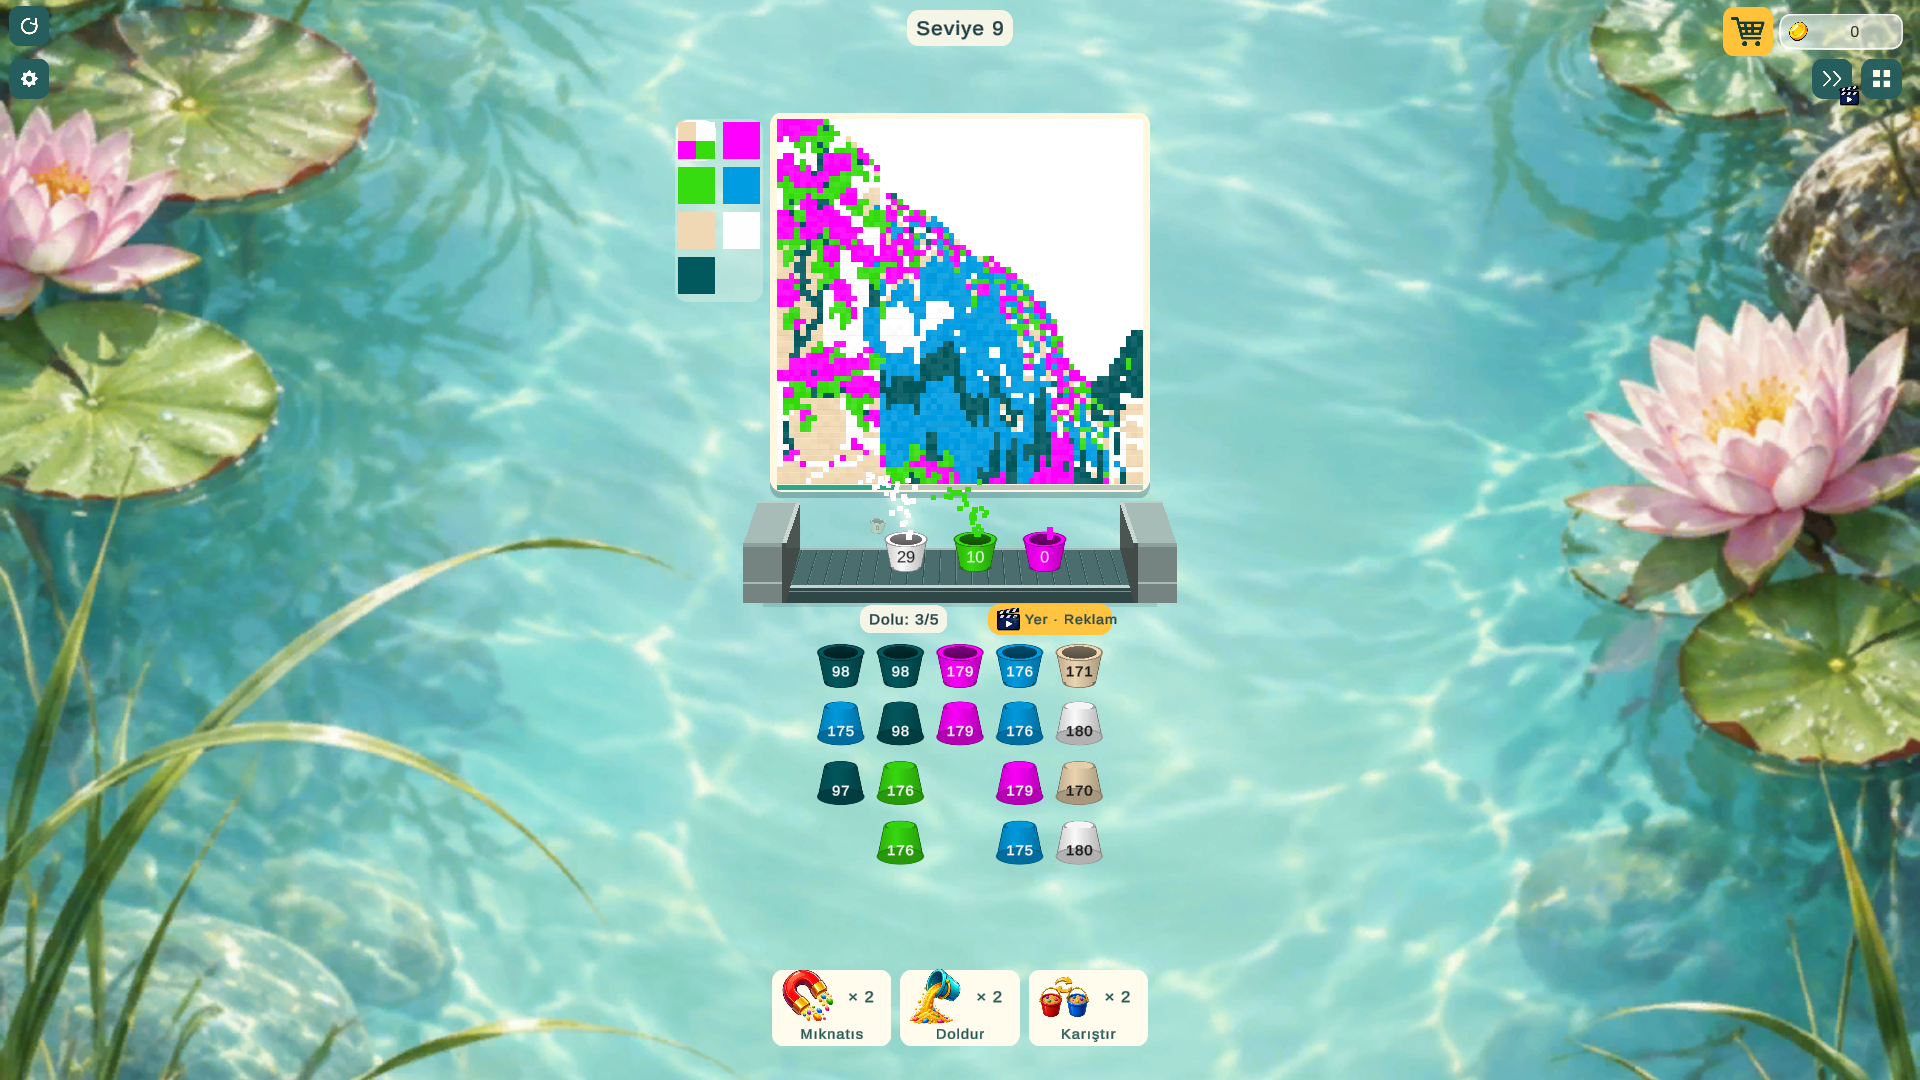 Seviye 9
0
29
10
0
Dolu: 3/5
Yer · Reklam
98 98 179 176 171
175 98 179 176 180
97 176 179 170
176 175 180
× 2
× 2
× 2
Mıknatıs
Doldur
Karıştır